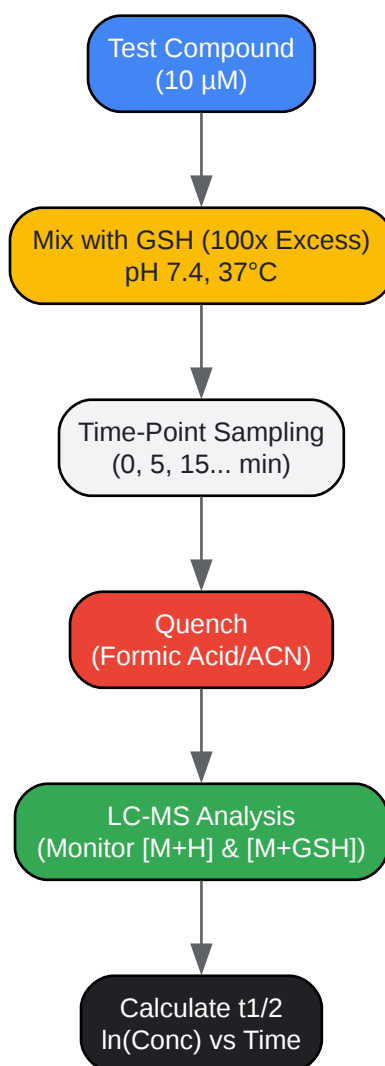 Test Compound
(10 µM)
Mix with GSH (100x Excess)
pH 7.4, 37°C
Time-Point Sampling
(0, 5, 15... min)
Quench
(Formic Acid/ACN)
LC-MS Analysis
(Monitor [M+H] & [M+GSH])
Calculate t1/2
ln(Conc) vs Time